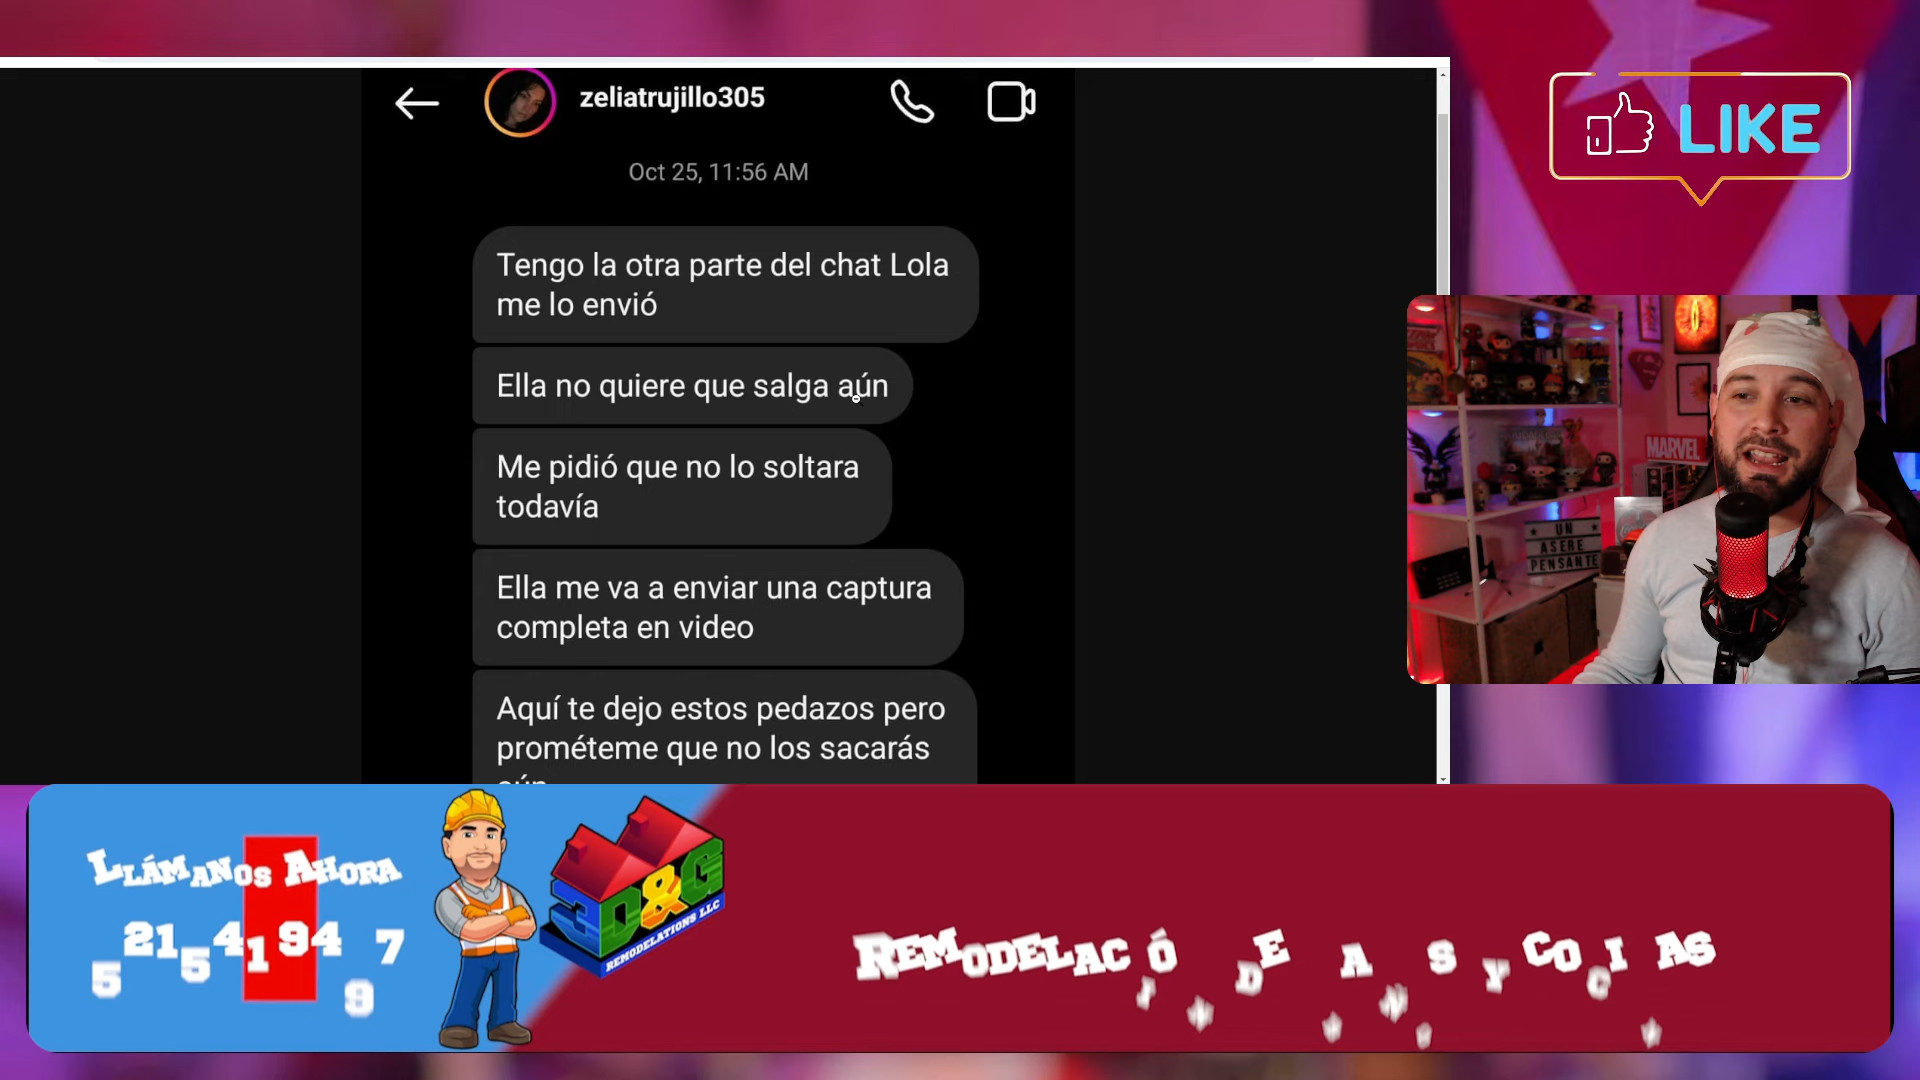 zeliatrujillo305
Oct 25, 11:56 AM
Tengo la otra parte del chat Lola
me lo envió
Ella no quiere que salga aún
Me pidió que no lo soltara
todavía
Ella me va a enviar una captura
completa en video
Aquí te dejo estos pedazos pero
prométeme que no los sacarás
aún
LIKE
MARVEL
UN
ASERE
PENSANTE
LLÁMANOS AHORA
3D&G
REMODELATIONS LLC